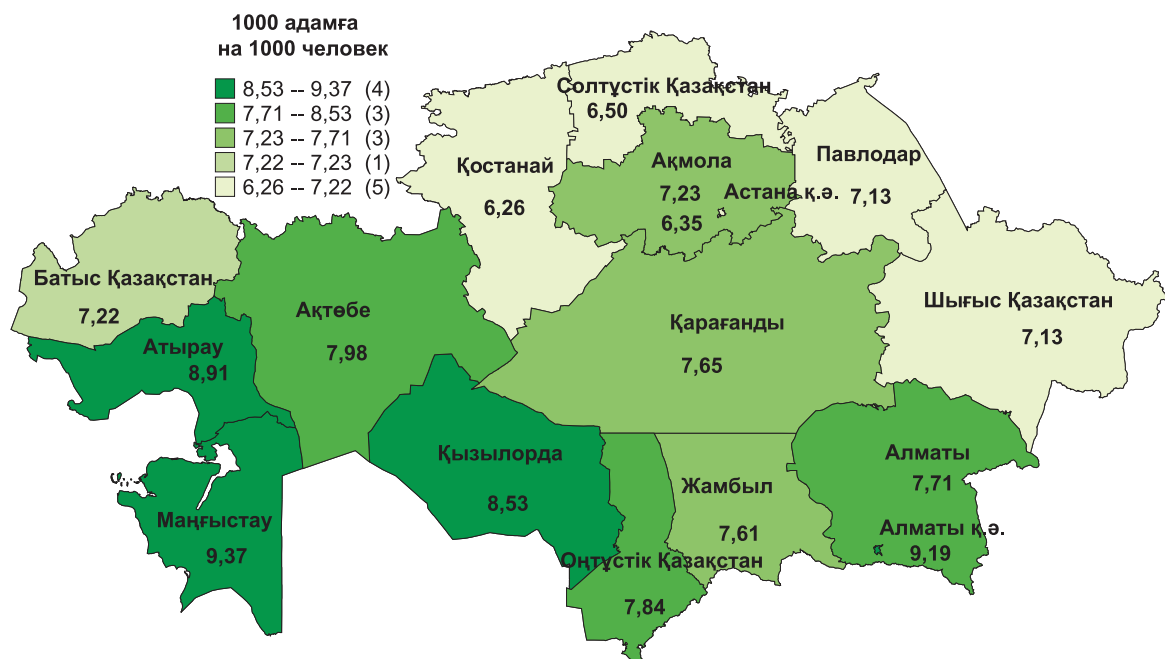 1000 адамға
на 1000 человек
8,53 -- 9,37 (4)
7,71 -- 8,53 (3)
7,23 -- 7,71 (3)
7,22 -- 7,23 (1)
6,26 -- 7,22 (5)
Солтүстік Қазақстан
6,50
Қостанай
6,26
Ақмола
7,23
Астана қ.ә.
6,35
Павлодар
7,13
Батыс Қазақстан
7,22
Ақтөбе
7,98
Қарағанды
7,65
Шығыс Қазақстан
7,13
Атырау
8,91
Қызылорда
8,53
Алматы
7,71
Жамбыл
7,61
Маңғыстау
9,37
Алматы қ.ә.
9,19
Оңтүстік Қазақстан
7,84